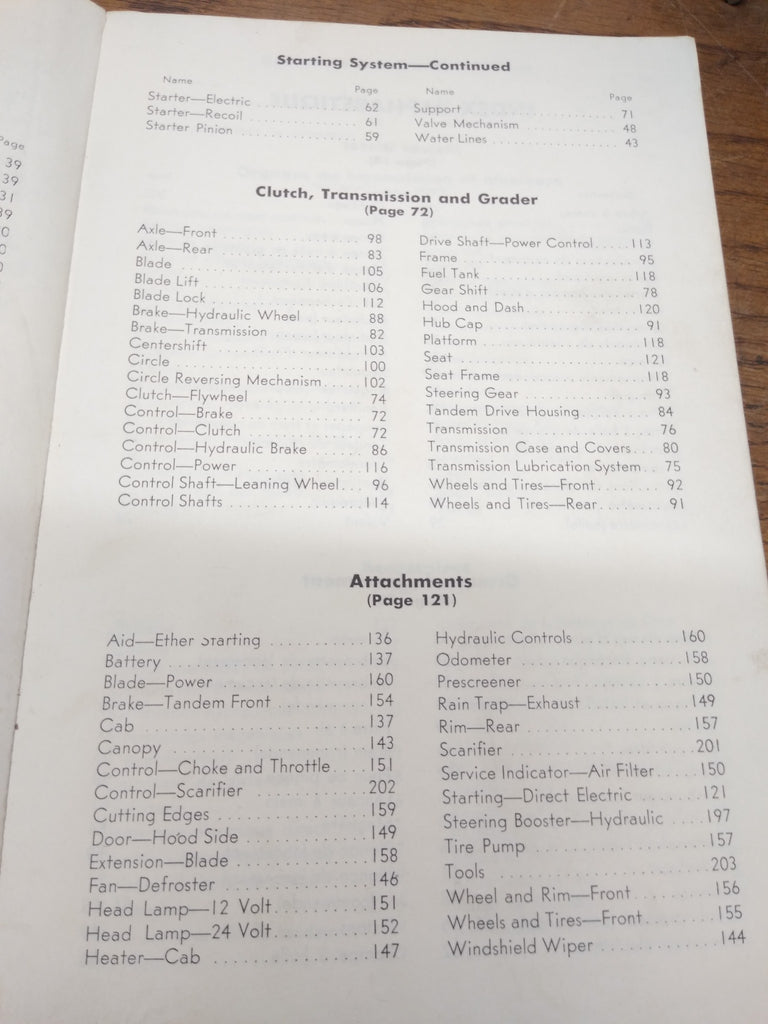 Page
39
39
31
39
0
0
Starting System—Continued
Name Page
Starter—Electric 62
Starter—Recoil 61
Starter Pinion 59
Name Page
Support 71
Valve Mechanism 48
Water Lines 43
Clutch, Transmission and Grader
(Page 72)
Axle—Front 98
Axle—Rear 83
Blade 105
Blade Lift 106
Blade Lock 112
Brake—Hydraulic Wheel 88
Brake—Transmission 82
Centershift 103
Circle 100
Circle Reversing Mechanism 102
Clutch—Flywheel 74
Control—Brake 72
Control—Clutch 72
Control—Hydraulic Brake 86
Control—Power 116
Control Shaft—Leaning Wheel 96
Control Shafts 114
Drive Shaft—Power Control 113
Frame 95
Fuel Tank 118
Gear Shift 78
Hood and Dash 120
Hub Cap 91
Platform 118
Seat 121
Seat Frame 118
Steering Gear 93
Tandem Drive Housing 84
Transmission 76
Transmission Case and Covers 80
Transmission Lubrication System 75
Wheels and Tires—Front 92
Wheels and Tires—Rear 91
Attachments
(Page 121)
Aid—Ether Starting 136
Battery 137
Blade—Power 160
Brake—Tandem Front 154
Cab 137
Canopy 143
Control—Choke and Throttle 151
Control—Scarifier 202
Cutting Edges 159
Door—Hood Side 149
Extension—Blade 158
Fan—Defroster 146
Head Lamp—12 Volt 151
Head Lamp—24 Volt 152
Heater—Cab 147
Hydraulic Controls 160
Odometer 158
Prescreener 150
Rain Trap—Exhaust 149
Rim—Rear 157
Scarifier 201
Service Indicator—Air Filter 150
Starting—Direct Electric 121
Steering Booster—Hydraulic 197
Tire Pump 157
Tools 203
Wheel and Rim—Front 156
Wheels and Tires—Front 155
Windshield Wiper 144